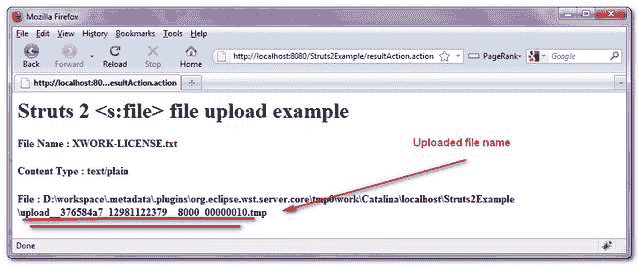 Mozilla Firefox
File Edit View History Bookmarks Tools Help
Back Forward Reload Stop Home http://localhost:8080/Struts2Example/resultAction.action PageRank Google
http://localhost:80...esultAction.action
Struts 2 <s:file> file upload example
File Name : XWORK-LICENSE.txt
Uploaded file name
Content Type : text/plain
File : D:\workspace\.metadata\.plugins\org.eclipse.wst.server.core\tmp0\work\Catalina\localhost\Struts2Example
\upload__376584a7_12981122379__8000_00000010.tmp
Done